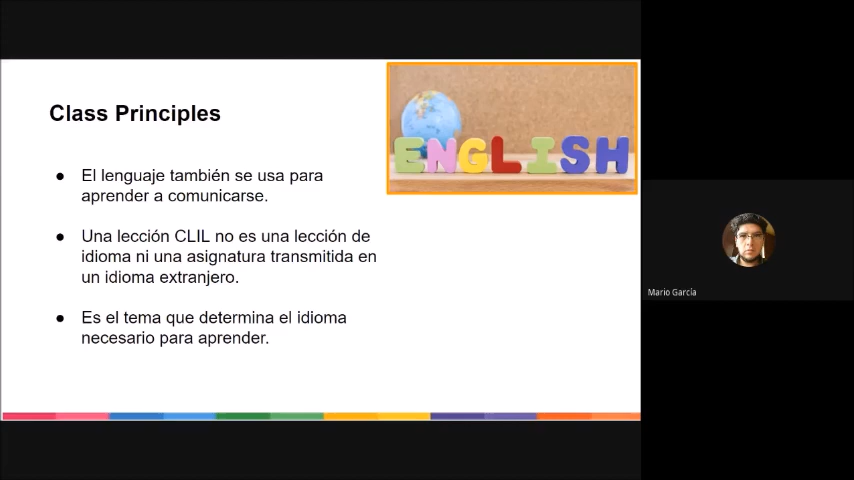 Class Principles
ENGLISH
● El lenguaje también se usa para
aprender a comunicarse.
● Una lección CLIL no es una lección de
idioma ni una asignatura transmitida en
un idioma extranjero.
● Es el tema que determina el idioma
necesario para aprender.
Mario García